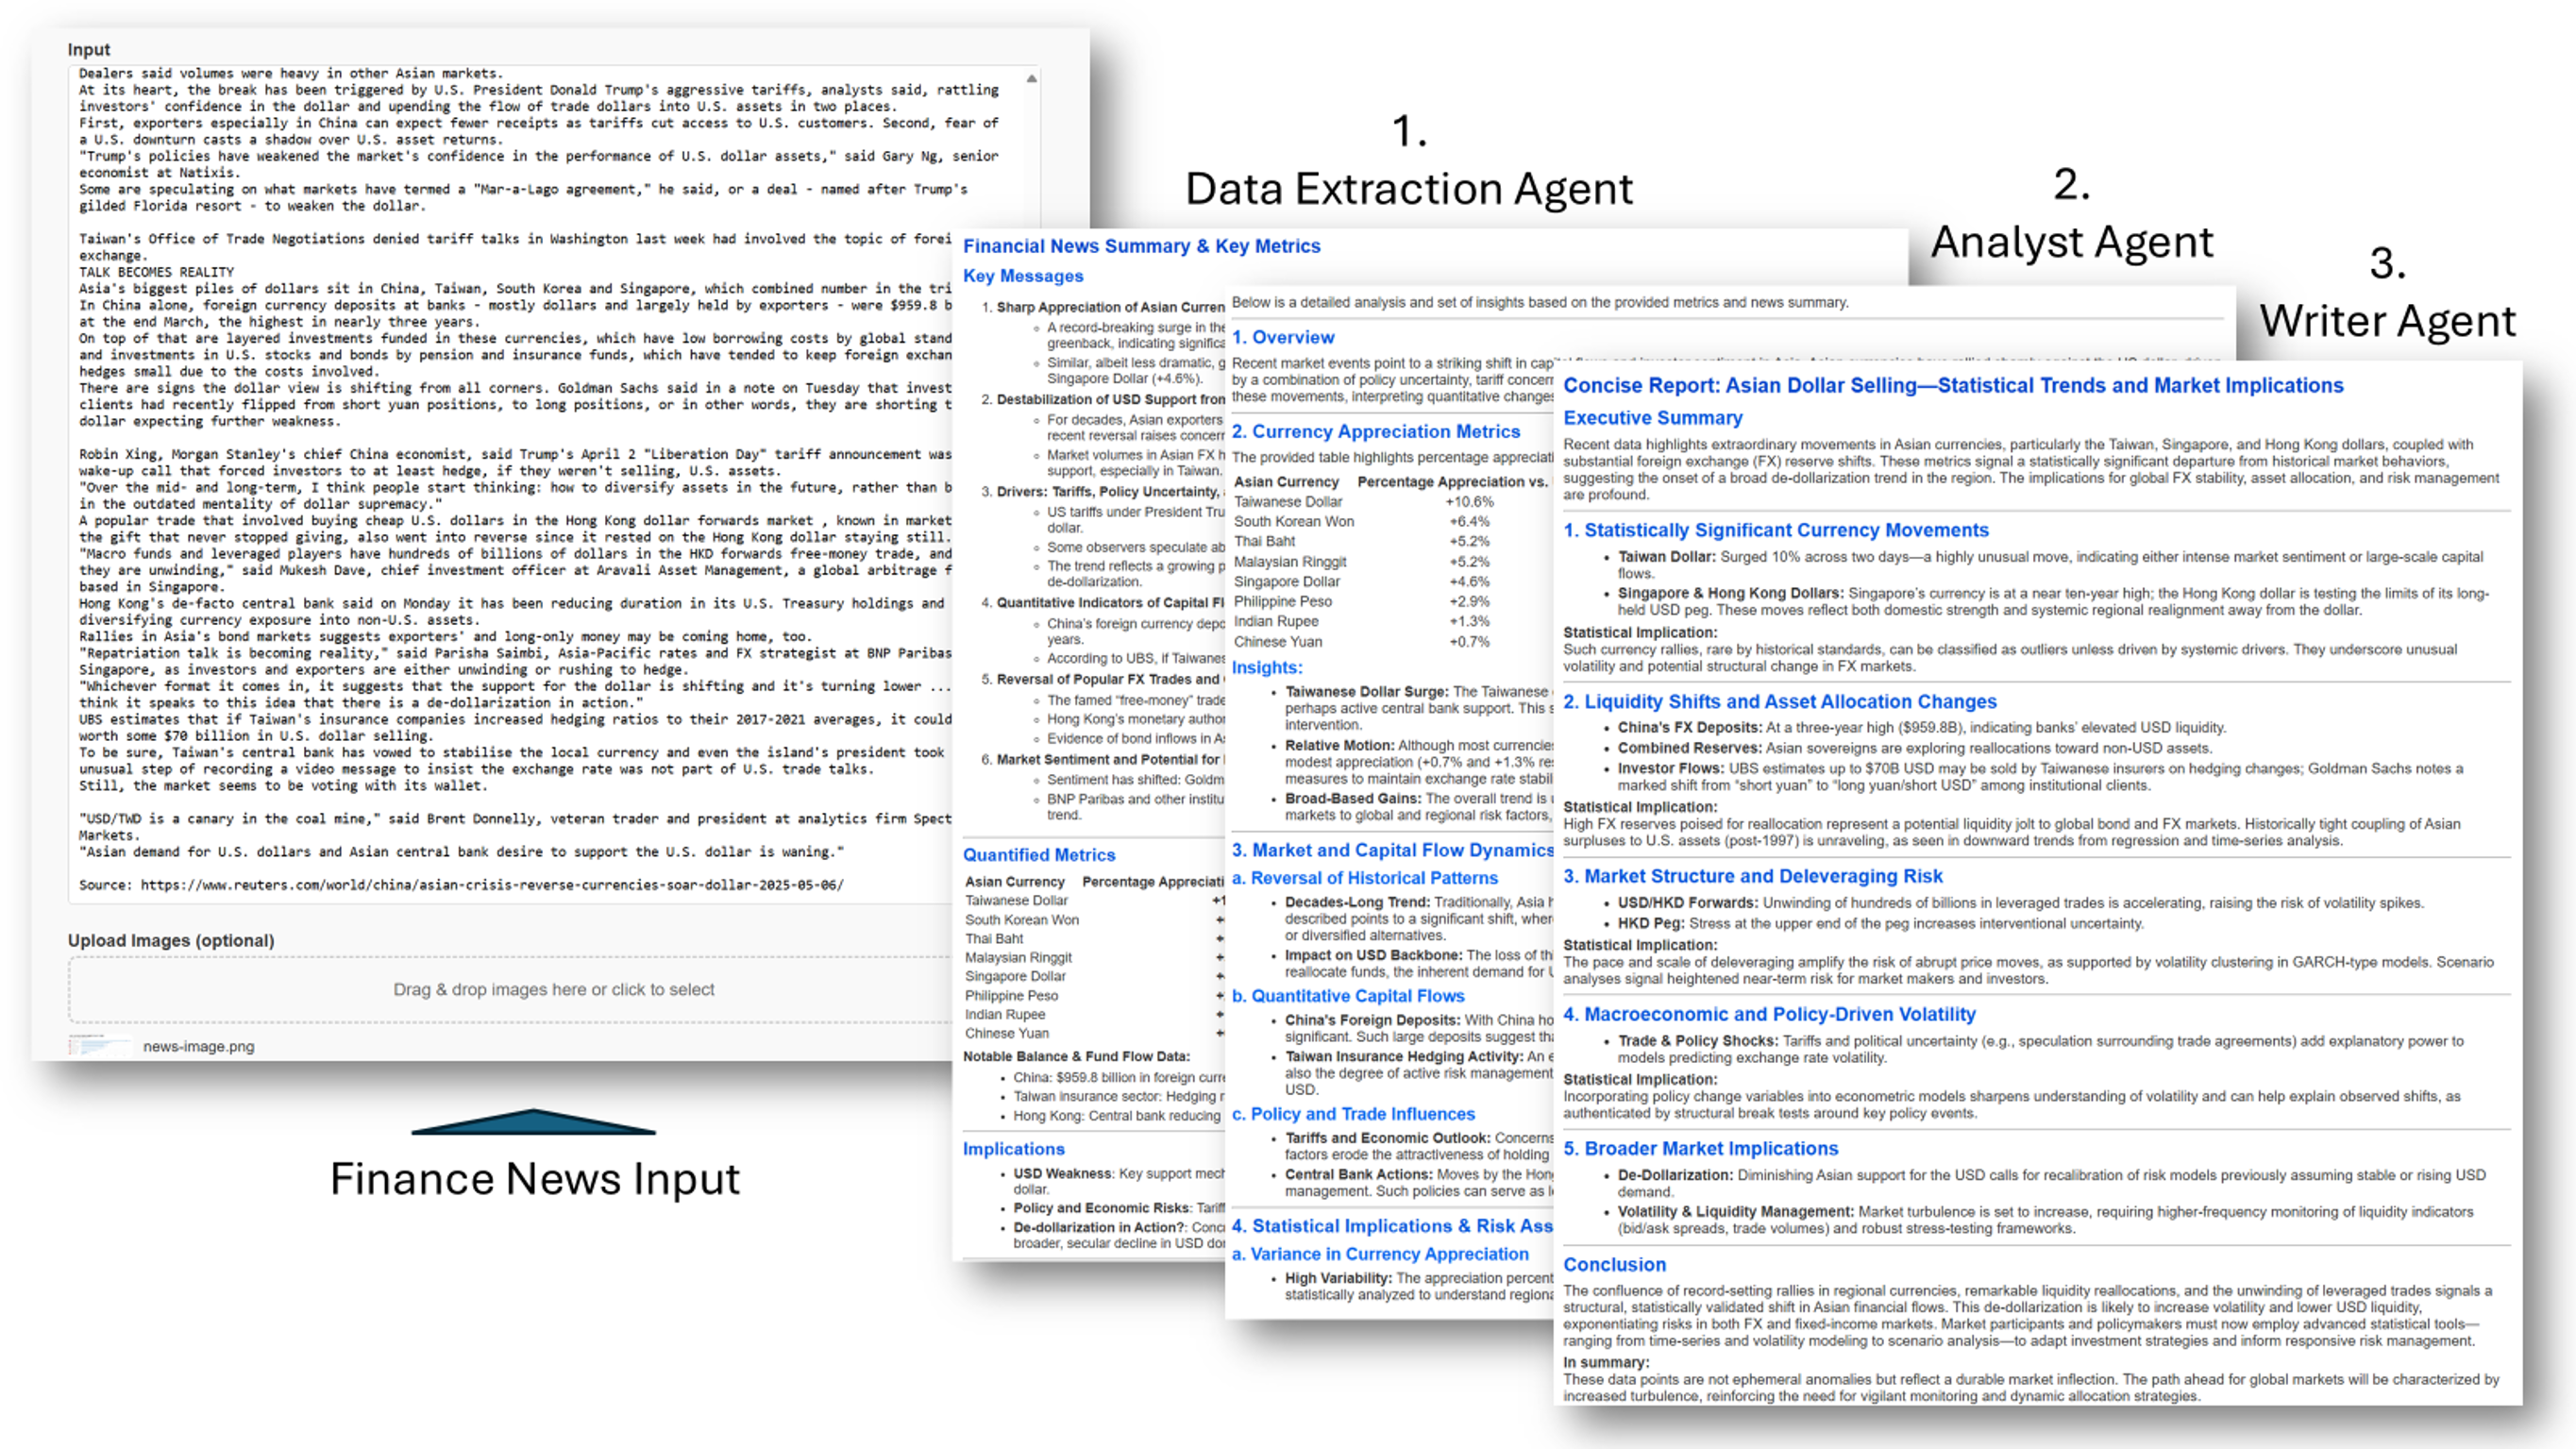 Input
Dealers said volumes were heavy in other Asian markets.
At its heart, the break has been triggered by U.S. President Donald Trump's aggressive tariffs, analysts said, rattling
investors' confidence in the dollar and upending the flow of trade dollars into U.S. assets in two places.
First, exporters especially in China can expect fewer receipts as tariffs cut access to U.S. customers. Second, fear of
a U.S. downturn casts a shadow over U.S. asset returns.
"Trump's policies have weakened the market's confidence in the performance of U.S. dollar assets," said Gary Ng, senior
economist at Natixis.
Some are speculating on what markets have termed a "Mar-a-Lago agreement," he said, or a deal - named after Trump's
gilded Florida resort - to weaken the dollar.
Taiwan's Office of Trade Negotiations denied tariff talks in Washington last week had involved the topic of forei
exchange.
TALK BECOMES REALITY
Asia's biggest piles of dollars sit in China, Taiwan, South Korea and Singapore, which combined number in the tri
In China alone, foreign currency deposits at banks - mostly dollars and largely held by exporters - were $959.8 b
at the end March, the highest in nearly three years.
On top of that are layered investments funded in these currencies, which have low borrowing costs by global stand
and investments in U.S. stocks and bonds by pension and insurance funds, which have tended to keep foreign exchan
hedges small due to the costs involved.
There are signs the dollar view is shifting from all corners. Goldman Sachs said in a note on Tuesday that invest
clients had recently flipped from short yuan positions, to long positions, or in other words, they are shorting t
dollar expecting further weakness.
Robin Xing, Morgan Stanley's chief China economist, said Trump's April 2 "Liberation Day" tariff announcement was
wake-up call that forced investors to at least hedge, if they weren't selling, U.S. assets.
"Over the mid- and long-term, I think people start thinking: how to diversify assets in the future, rather than b
in the outdated mentality of dollar supremacy."
A popular trade that involved buying cheap U.S. dollars in the Hong Kong dollar forwards market , known in market
the gift that never stopped giving, also went into reverse since it rested on the Hong Kong dollar staying still.
"Macro funds and leveraged players have hundreds of billions of dollars in the HKD forwards free-money trade, and
they are unwinding," said Mukesh Dave, chief investment officer at Aravali Asset Management, a global arbitrage f
based in Singapore.
Hong Kong's de-facto central bank said on Monday it has been reducing duration in its U.S. Treasury holdings and
diversifying currency exposure into non-U.S. assets.
Rallies in Asia's bond markets suggests exporters' and long-only money may be coming home, too.
"Repatriation talk is becoming reality," said Parisha Saimbi, Asia-Pacific rates and FX strategist at BNP Paribas
Singapore, as investors and exporters are either unwinding or rushing to hedge.
"Whichever format it comes in, it suggests that the support for the dollar is shifting and it's turning lower ...
think it speaks to this idea that there is a de-dollarization in action."
UBS estimates that if Taiwan's insurance companies increased hedging ratios to their 2017-2021 averages, it could
worth some $70 billion in U.S. dollar selling.
To be sure, Taiwan's central bank has vowed to stabilise the local currency and even the island's president took
unusual step of recording a video message to insist the exchange rate was not part of U.S. trade talks.
Still, the market seems to be voting with its wallet.
"USD/TWD is a canary in the coal mine," said Brent Donnelly, veteran trader and president at analytics firm Spect
Markets.
"Asian demand for U.S. dollars and Asian central bank desire to support the U.S. dollar is waning."
Source: https://www.reuters.com/world/china/asian-crisis-reverse-currencies-soar-dollar-2025-05-06/
Upload Images (optional)
Drag & drop images here or click to select
news-image.png
Finance News Input
1.
Data Extraction Agent
Financial News Summary & Key Metrics
Key Messages
1. Sharp Appreciation of Asian Curren
A record-breaking surge in the
greenback, indicating significa
Similar, albeit less dramatic, g
Singapore Dollar (+4.6%).
2. Destabilization of USD Support from
For decades, Asian exporters
recent reversal raises concern
Market volumes in Asian FX h
support, especially in Taiwan.
3. Drivers: Tariffs, Policy Uncertainty,
US tariffs under President Tru
dollar.
Some observers speculate ab
The trend reflects a growing p
de-dollarization.
4. Quantitative Indicators of Capital Fl
China's foreign currency depo
years.
According to UBS, if Taiwanes
5. Reversal of Popular FX Trades and
The famed “free-money” trade
Hong Kong's monetary author
Evidence of bond inflows in As
6. Market Sentiment and Potential for
Sentiment has shifted: Goldm
BNP Paribas and other institu
trend.
Quantified Metrics
Asian Currency Percentage Appreciati
Taiwanese Dollar +1
South Korean Won +
Thai Baht +
Malaysian Ringgit +
Singapore Dollar +
Philippine Peso +
Indian Rupee +
Chinese Yuan +
Notable Balance & Fund Flow Data:
China: $959.8 billion in foreign curre
Taiwan insurance sector: Hedging r
Hong Kong: Central bank reducing
Implications
USD Weakness: Key support mech
dollar.
Policy and Economic Risks: Tariff
De-dollarization in Action?: Conc
broader, secular decline in USD dor
2.
Analyst Agent
Below is a detailed analysis and set of insights based on the provided metrics and news summary.
1. Overview
Recent market events point to a striking shift in cap
by a combination of policy uncertainty, tariff concern
these movements, interpreting quantitative changes
2. Currency Appreciation Metrics
The provided table highlights percentage appreciati
Asian Currency Percentage Appreciation vs.
Taiwanese Dollar +10.6%
South Korean Won +6.4%
Thai Baht +5.2%
Malaysian Ringgit +5.2%
Singapore Dollar +4.6%
Philippine Peso +2.9%
Indian Rupee +1.3%
Chinese Yuan +0.7%
Insights:
Taiwanese Dollar Surge: The Taiwanese
perhaps active central bank support. This s
intervention.
Relative Motion: Although most currencies
modest appreciation (+0.7% and +1.3% res
measures to maintain exchange rate stabil
Broad-Based Gains: The overall trend is u
markets to global and regional risk factors,
3. Market and Capital Flow Dynamics
a. Reversal of Historical Patterns
Decades-Long Trend: Traditionally, Asia h
described points to a significant shift, wher
or diversified alternatives.
Impact on USD Backbone: The loss of th
reallocate funds, the inherent demand for U
b. Quantitative Capital Flows
China's Foreign Deposits: With China ho
significant. Such large deposits suggest tha
Taiwan Insurance Hedging Activity: An e
also the degree of active risk management
USD.
c. Policy and Trade Influences
Tariffs and Economic Outlook: Concerns
factors erode the attractiveness of holding
Central Bank Actions: Moves by the Hong
management. Such policies can serve as l
4. Statistical Implications & Risk Ass
a. Variance in Currency Appreciation
High Variability: The appreciation percent
statistically analyzed to understand regiona
3.
Writer Agent
Concise Report: Asian Dollar Selling—Statistical Trends and Market Implications
Executive Summary
Recent data highlights extraordinary movements in Asian currencies, particularly the Taiwan, Singapore, and Hong Kong dollars, coupled with
substantial foreign exchange (FX) reserve shifts. These metrics signal a statistically significant departure from historical market behaviors,
suggesting the onset of a broad de-dollarization trend in the region. The implications for global FX stability, asset allocation, and risk management
are profound.
1. Statistically Significant Currency Movements
Taiwan Dollar: Surged 10% across two days—a highly unusual move, indicating either intense market sentiment or large-scale capital
flows.
Singapore & Hong Kong Dollars: Singapore's currency is at a near ten-year high; the Hong Kong dollar is testing the limits of its long-
held USD peg. These moves reflect both domestic strength and systemic regional realignment away from the dollar.
Statistical Implication:
Such currency rallies, rare by historical standards, can be classified as outliers unless driven by systemic drivers. They underscore unusual
volatility and potential structural change in FX markets.
2. Liquidity Shifts and Asset Allocation Changes
China's FX Deposits: At a three-year high ($959.8B), indicating banks' elevated USD liquidity.
Combined Reserves: Asian sovereigns are exploring reallocations toward non-USD assets.
Investor Flows: UBS estimates up to $70B USD may be sold by Taiwanese insurers on hedging changes; Goldman Sachs notes a
marked shift from “short yuan” to “long yuan/short USD” among institutional clients.
Statistical Implication:
High FX reserves poised for reallocation represent a potential liquidity jolt to global bond and FX markets. Historically tight coupling of Asian
surpluses to U.S. assets (post-1997) is unraveling, as seen in downward trends from regression and time-series analysis.
3. Market Structure and Deleveraging Risk
USD/HKD Forwards: Unwinding of hundreds of billions in leveraged trades is accelerating, raising the risk of volatility spikes.
HKD Peg: Stress at the upper end of the peg increases interventional uncertainty.
Statistical Implication:
The pace and scale of deleveraging amplify the risk of abrupt price moves, as supported by volatility clustering in GARCH-type models. Scenario
analyses signal heightened near-term risk for market makers and investors.
4. Macroeconomic and Policy-Driven Volatility
Trade & Policy Shocks: Tariffs and political uncertainty (e.g., speculation surrounding trade agreements) add explanatory power to
models predicting exchange rate volatility.
Statistical Implication:
Incorporating policy change variables into econometric models sharpens understanding of volatility and can help explain observed shifts, as
authenticated by structural break tests around key policy events.
5. Broader Market Implications
De-Dollarization: Diminishing Asian support for the USD calls for recalibration of risk models previously assuming stable or rising USD
demand.
Volatility & Liquidity Management: Market turbulence is set to increase, requiring higher-frequency monitoring of liquidity indicators
(bid/ask spreads, trade volumes) and robust stress-testing frameworks.
Conclusion
The confluence of record-setting rallies in regional currencies, remarkable liquidity reallocations, and the unwinding of leveraged trades signals a
structural, statistically validated shift in Asian financial flows. This de-dollarization is likely to increase volatility and lower USD liquidity,
exponentiating risks in both FX and fixed-income markets. Market participants and policymakers must now employ advanced statistical tools—
ranging from time-series and volatility modeling to scenario analysis—to adapt investment strategies and inform responsive risk management.
In summary:
These data points are not ephemeral anomalies but reflect a durable market inflection. The path ahead for global markets will be characterized by
increased turbulence, reinforcing the need for vigilant monitoring and dynamic allocation strategies.